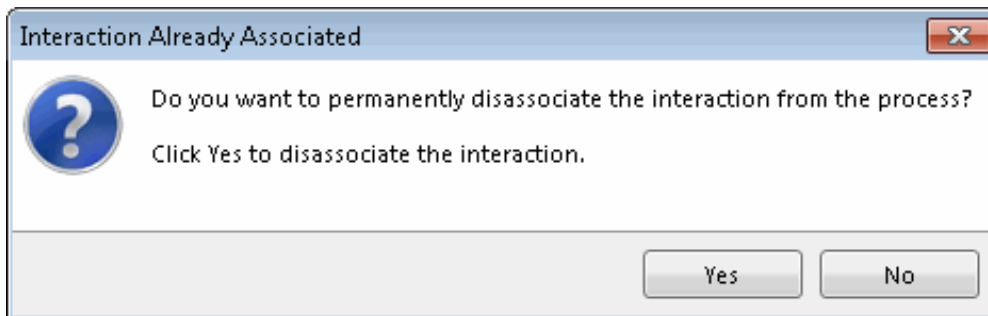 Interaction Already Associated
Do you want to permanently disassociate the interaction from the process?
Click Yes to disassociate the interaction.
Yes No